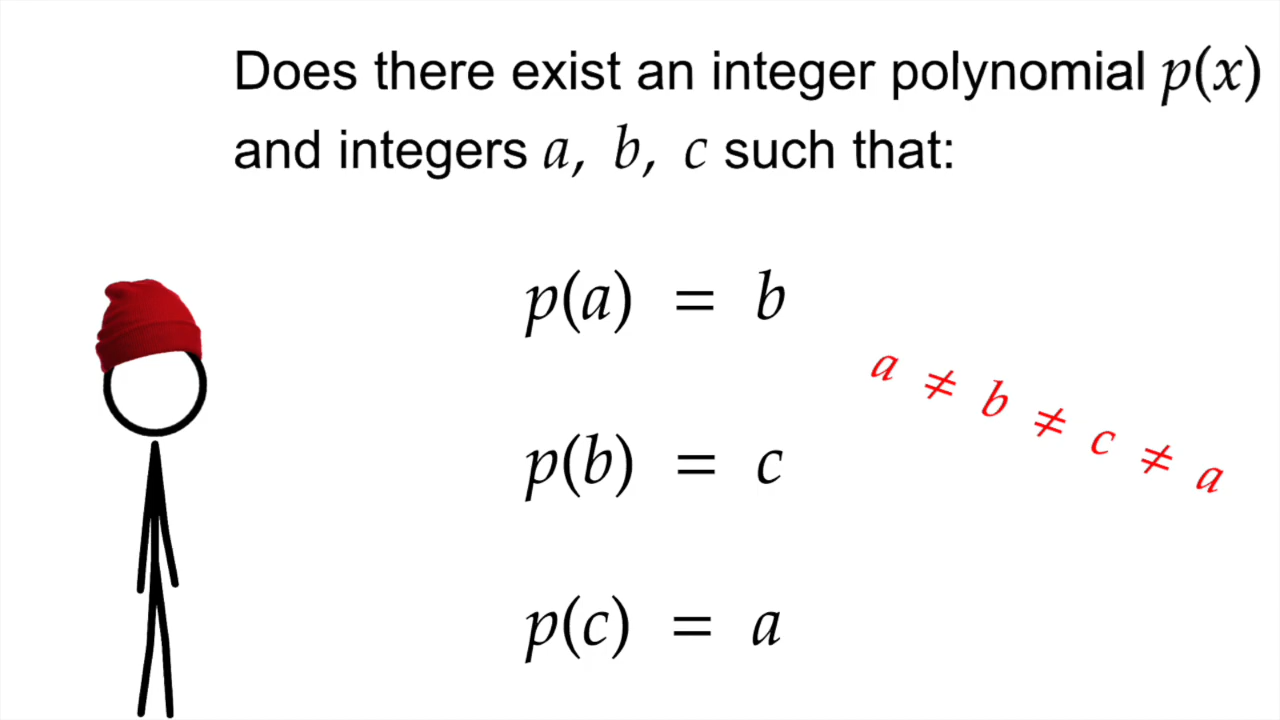 Does there exist an integer polynomial p(x)
and integers a, b, c such that:
p(a) = b
a ≠ b ≠ c ≠ a
p(b) = c
p(c) = a